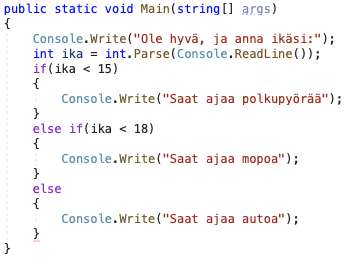 public static void Main(string[] args)
{
Console.Write("Ole hyvä, ja anna ikäsi:");
int ika = int.Parse(Console.ReadLine());
if(ika < 15)
{
Console.Write("Saat ajaa polkupyörää");
}
else if(ika < 18)
{
Console.Write("Saat ajaa mopoa");
}
else
{
Console.Write("Saat ajaa autoa");
}
}